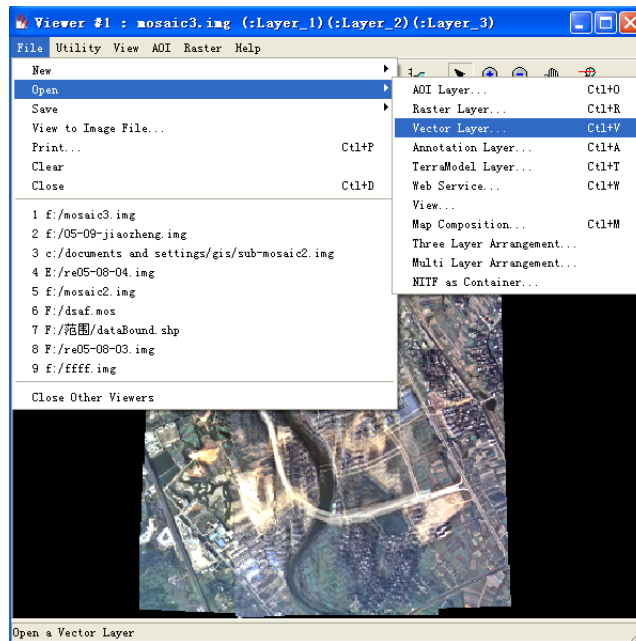 Viewer #1 : mosaic3.img (:Layer_1)(:Layer_2)(:Layer_3)
File Utility View AOI Raster Help
New
Open
Save
View to Image File...
Print... Ctl+P
Clear
Close Ctl+D
1 f:/mosaic3.img
2 f:/05-09-jiaozheng.img
3 c:/documents and settings/gis/sub-mosaic2.img
4 E:/re05-08-04.img
5 f:/mosaic2.img
6 F:/dsaf.mos
7 F:/范围/dataBound.shp
8 F:/re05-08-03.img
9 f:/ffff.img
Close Other Viewers
AOI Layer... Ctl+O
Raster Layer... Ctl+R
Vector Layer... Ctl+V
Annotation Layer... Ctl+A
TerraModel Layer... Ctl+T
Web Service... Ctl+W
View...
Map Composition... Ctl+M
Three Layer Arrangement...
Multi Layer Arrangement...
NITF as Container...
Open a Vector Layer